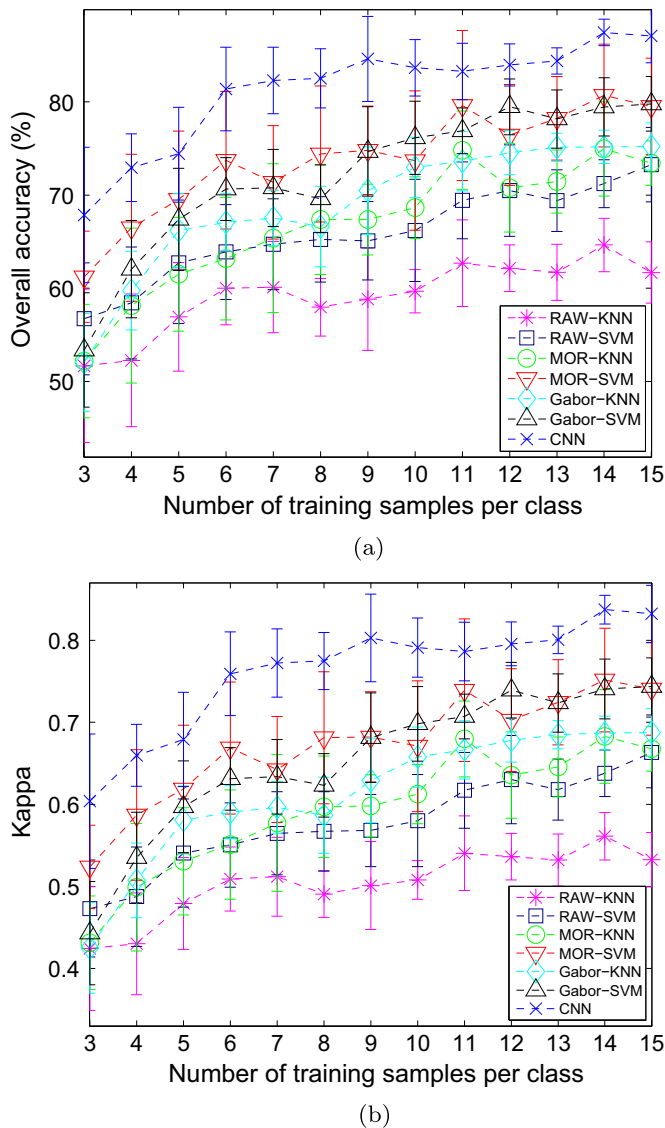 80
70
60
50
Overall accuracy (%)
RAW−KNN
RAW−SVM
MOR−KNN
MOR−SVM
Gabor−KNN
Gabor−SVM
CNN
3 4 5 6 7 8 9 10 11 12 13 14 15
Number of training samples per class
(a)
0.8
0.7
0.6
0.5
0.4
Kappa
RAW−KNN
RAW−SVM
MOR−KNN
MOR−SVM
Gabor−KNN
Gabor−SVM
CNN
3 4 5 6 7 8 9 10 11 12 13 14 15
Number of training samples per class
(b)